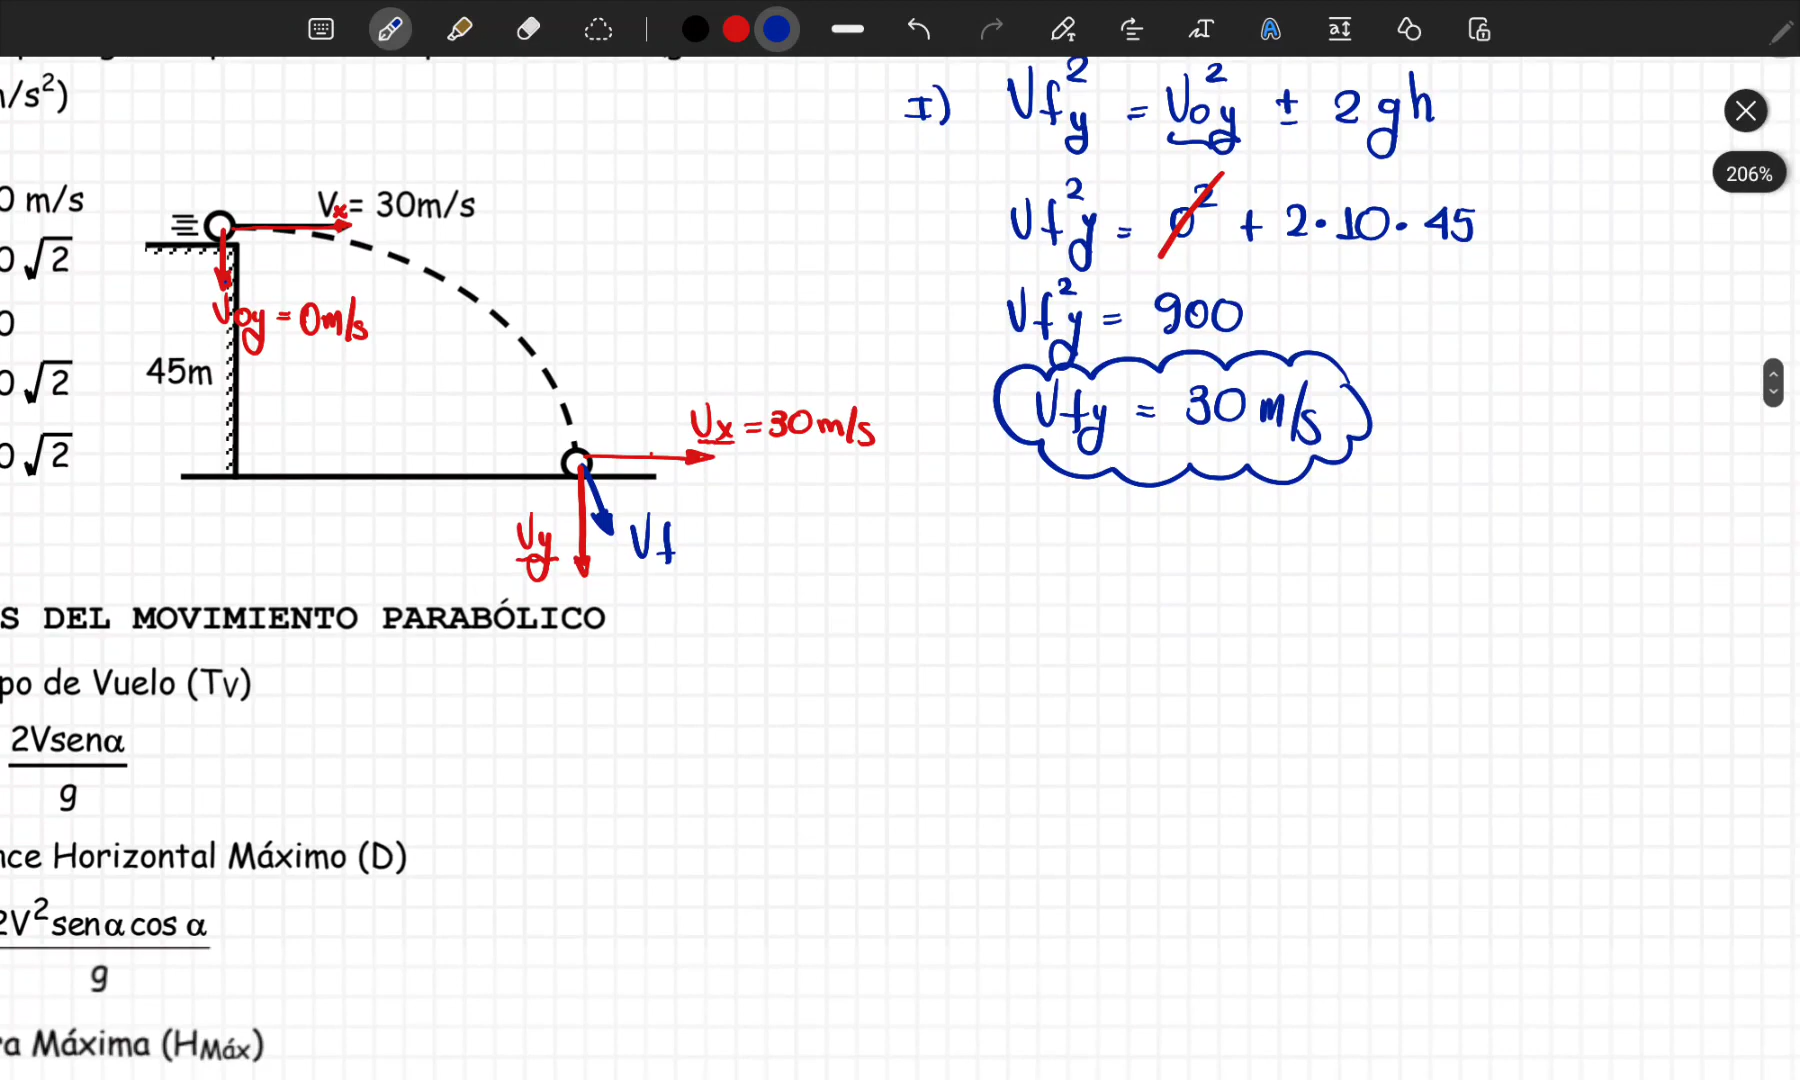 /s²)
0 m/s
0 √2
0
0 √2
0 √2
Vx = 30m/s
Voy = 0m/s
45m
Vx = 30m/s
Vy
Vf
S DEL MOVIMIENTO PARABÓLICO
po de Vuelo (Tv)
2Vsenα
g
nce Horizontal Máximo (D)
2V² sen α cos α
g
a Máxima (HMáx)
I) Vfy² = Voy² ± 2gh
Vfy² = 0² + 2·10·45
Vfy² = 900
Vfy = 30 m/s
206%